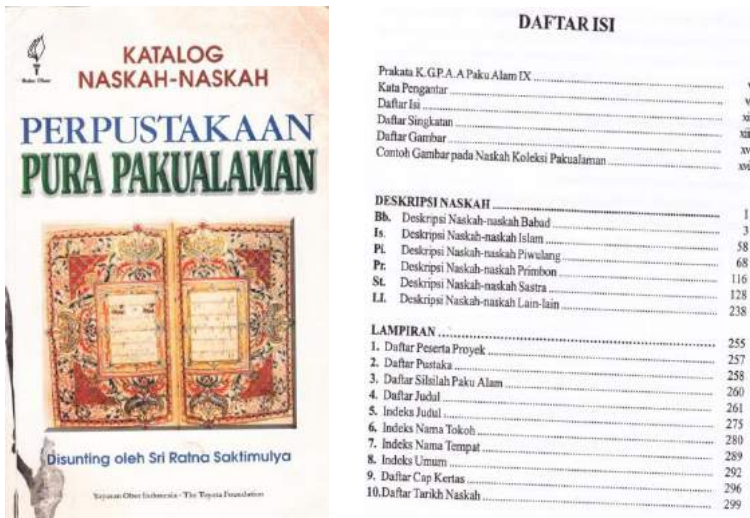 KATALOG
NASKAH-NASKAH
PERPUSTAKAAN
PURA PAKUALAMAN
Disunting oleh Sri Ratna Saktimulya
Yayasan Obor Indonesia - The Toyota Foundation
DAFTAR ISI
Prakata K.G.P.A.A Paku Alam IX
Kata Pengantar
Daftar Isi
Daftar Singkatan
Daftar Gambar
Contoh Gambar pada Naskah Koleksi Pakualaman
DESKRIPSI NASKAH 1
Bb. Deskripsi Naskah-naskah Babad 3
Is. Deskripsi Naskah-naskah Islam 58
Pi. Deskripsi Naskah-naskah Piwulang 68
Pr. Deskripsi Naskah-naskah Primbon 116
St. Deskripsi Naskah-naskah Sastra 128
Ll. Deskripsi Naskah-naskah Lain-lain 238
LAMPIRAN 255
1. Daftar Peserta Proyek 257
2. Daftar Pustaka 258
3. Daftar Silsilah Paku Alam 260
4. Daftar Judul 261
5. Indeks Judul 275
6. Indeks Nama Tokoh 280
7. Indeks Nama Tempat 289
8. Indeks Umum 292
9. Daftar Cap Kertas 296
10.Daftar Tarikh Naskah 299